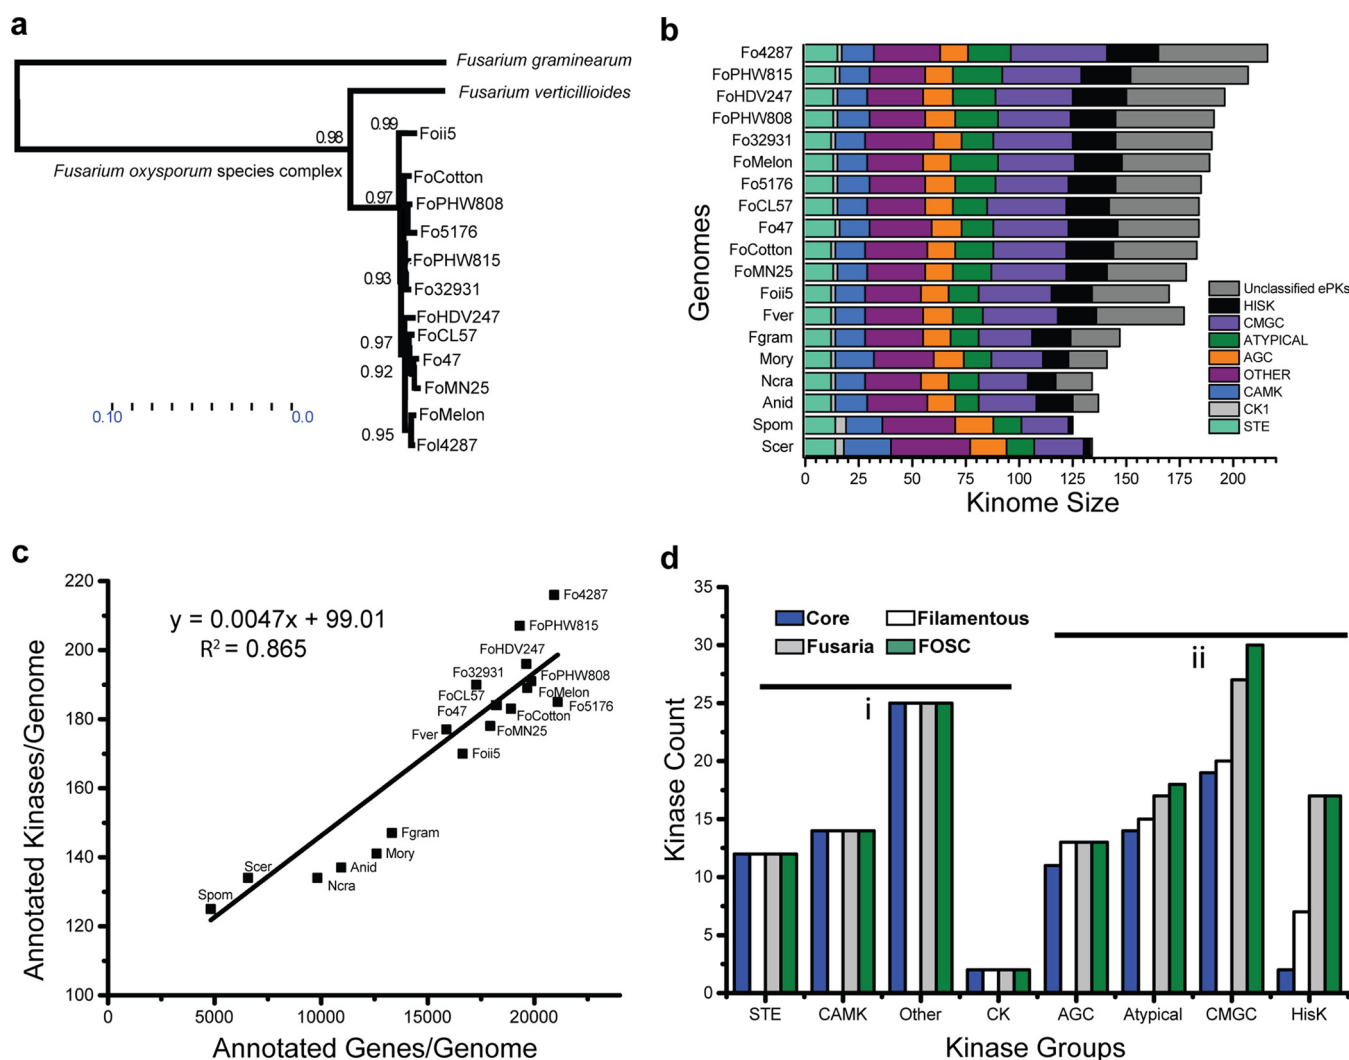 a
Fusarium graminearum
Fusarium verticillioides
0.99
Foii5
0.98
Fusarium oxysporum species complex
FoCotton
0.97
FoPHW808
Fo5176
FoPHW815
0.93
Fo32931
FoHDV247
FoCL57
0.97
Fo47
0.92
FoMN25
0.10
0.0
FoMelon
0.95
Fol4287
b
Genomes
Fo4287
FoPHW815
FoHDV247
FoPHW808
Fo32931
FoMelon
Fo5176
FoCL57
Fo47
FoCotton
FoMN25
Foii5
Fver
Fgram
Mory
Ncra
Anid
Spom
Scer
Unclassified ePKs
HISK
CMGC
ATYPICAL
AGC
OTHER
CAMK
CK1
STE
0 25 50 75 100 125 150 175 200
Kinome Size
c
Annotated Kinases/Genome
220
200
180
160
140
120
100
y = 0.0047x + 99.01
R² = 0.865
Fo4287
FoPHW815
FoHDV247
Fo32931
FoPHW808
FoCL57
FoMelon
Fo47
Fo5176
FoCotton
Fver
FoMN25
Foii5
Fgram
Mory
Scer
Anid
Ncra
Spom
0 5000 10000 15000 20000
Annotated Genes/Genome
d
Kinase Count
35
30
25
20
15
10
5
0
Core
Filamentous
Fusaria
FOSC
i
ii
STE CAMK Other CK AGC Atypical CMGC HisK
Kinase Groups